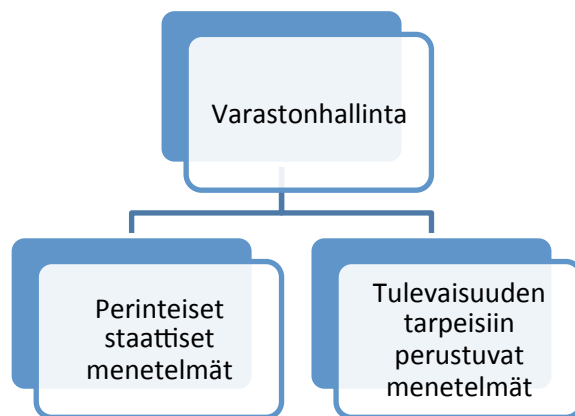 Varastonhallinta
Perinteiset
staattiset
menetelmät
Tulevaisuuden
tarpeisiin
perustuvat
menetelmät